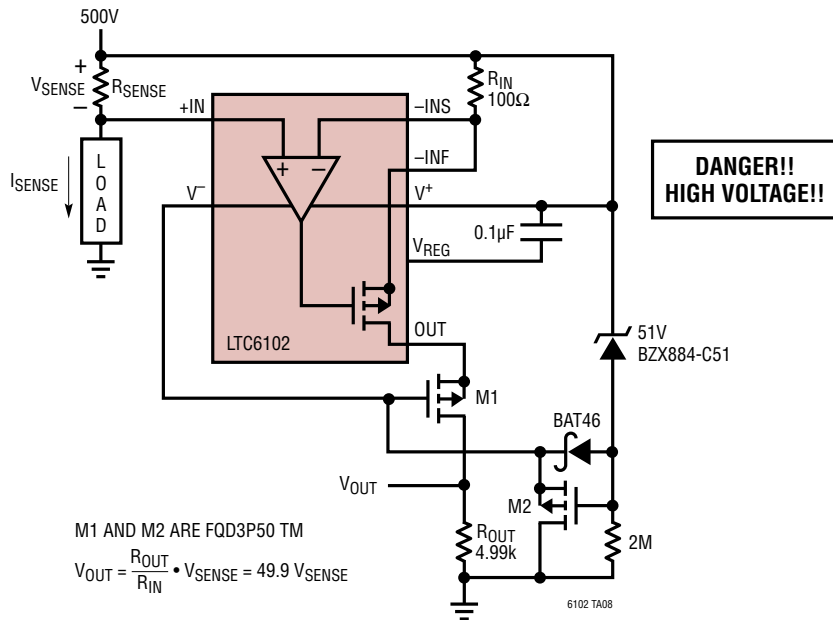 500V
+
VSENSE
–
RSENSE
LOAD
ISENSE
+IN
–INS
–INF
V–
V+
VREG
OUT
+ –
LTC6102
RIN
100Ω
0.1µF
DANGER!!
HIGH VOLTAGE!!
51V
BZX884-C51
M1
BAT46
M2
VOUT
ROUT
4.99k
2M
M1 AND M2 ARE FQD3P50 TM
VOUT = ROUT/RIN • VSENSE = 49.9 VSENSE
6102 TA08